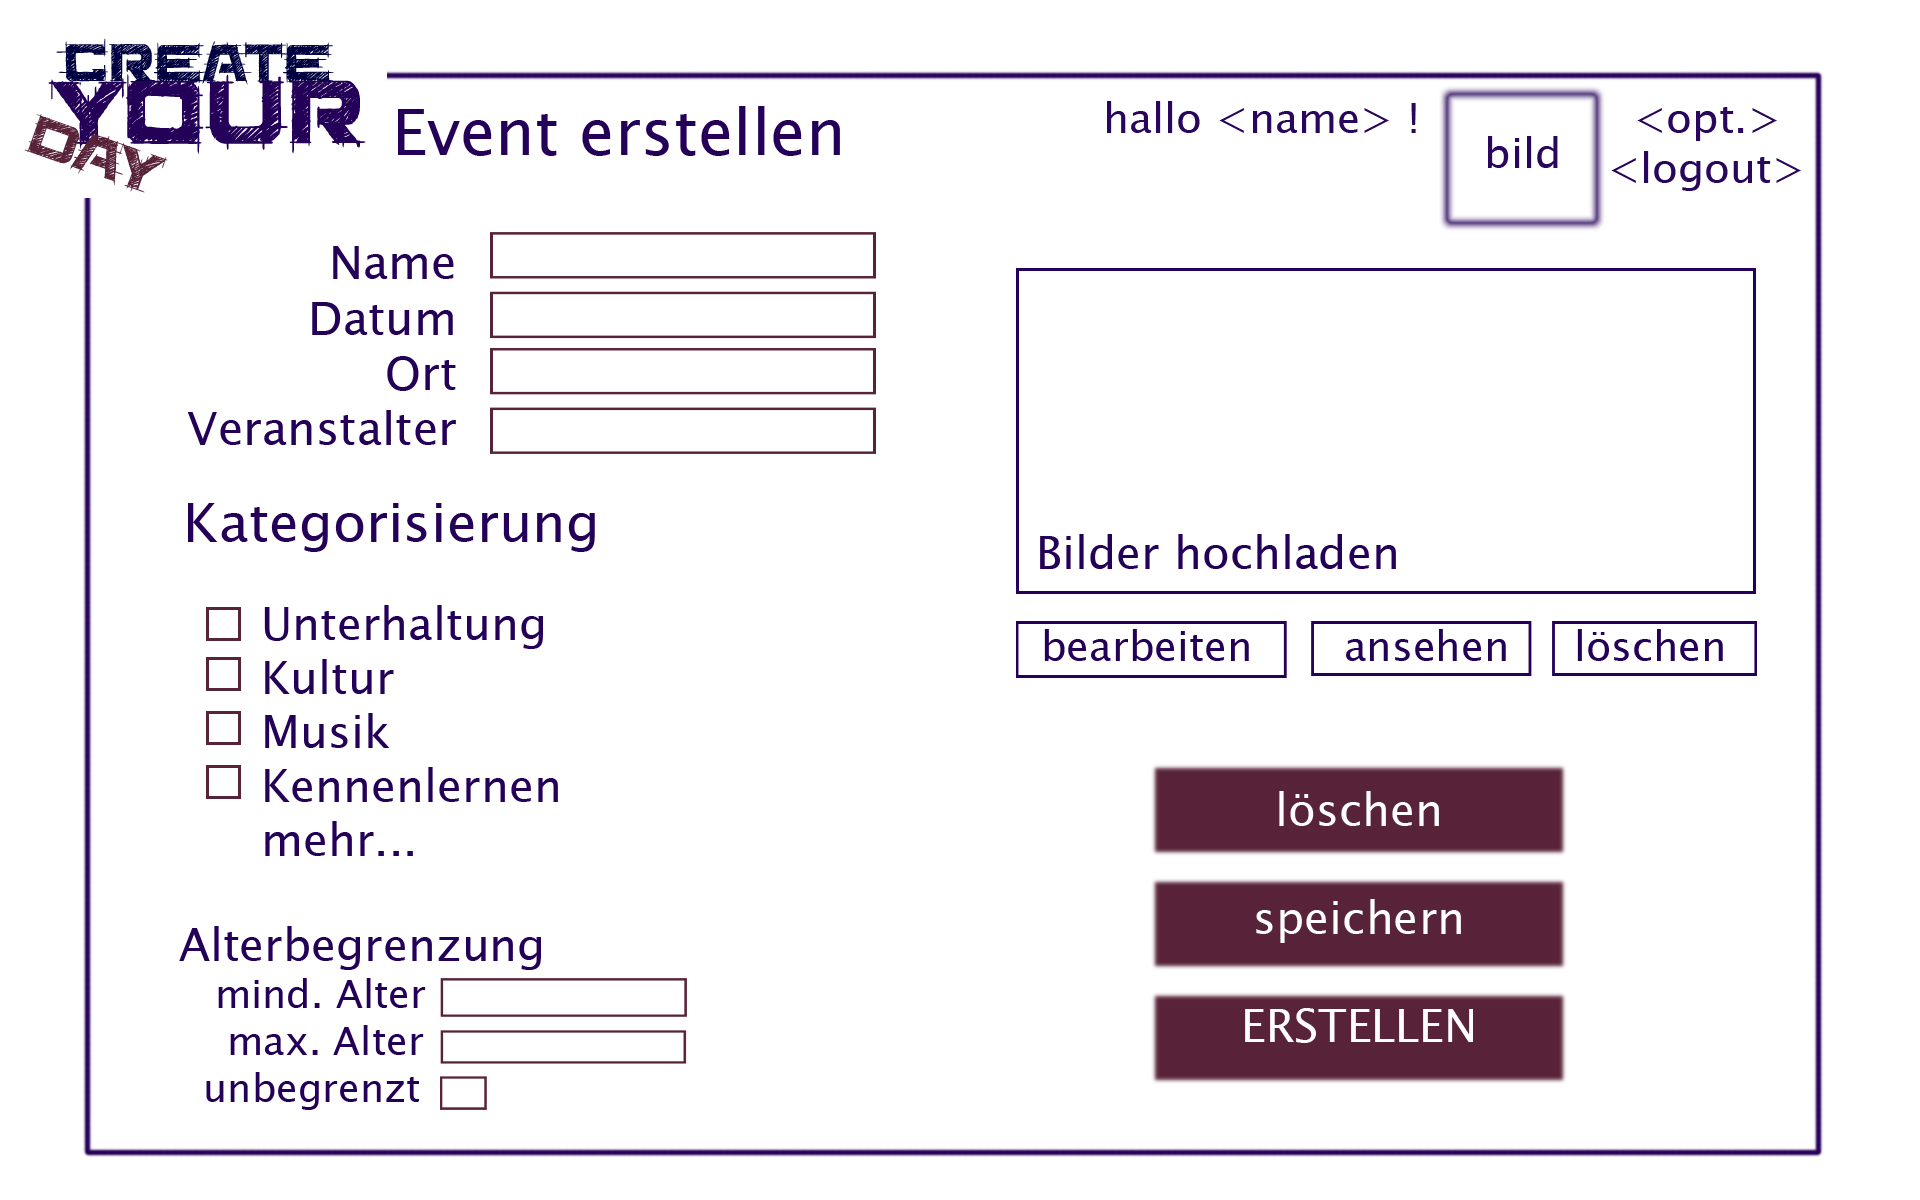 CREATE
YOUR
DAY
Event erstellen
hallo <name> !
bild
<opt.>
<logout>
Name
Datum
Ort
Veranstalter
Kategorisierung
Unterhaltung
Kultur
Musik
Kennenlernen
mehr...
Alterbegrenzung
mind. Alter
max. Alter
unbegrenzt
Bilder hochladen
bearbeiten
ansehen
löschen
löschen
speichern
ERSTELLEN